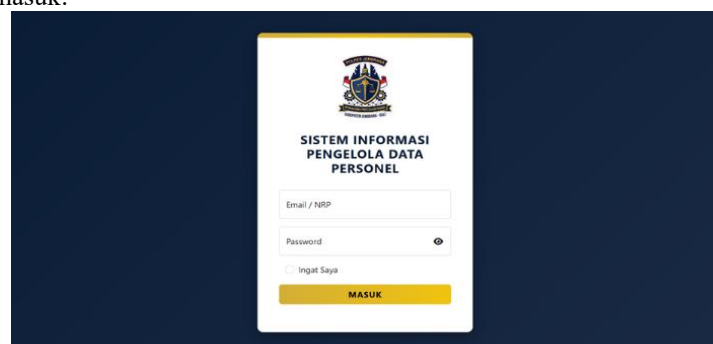 masuk.
SISTEM INFORMASI
PENGELOLA DATA
PERSONEL
Email / NRP
Password
Ingat Saya
MASUK